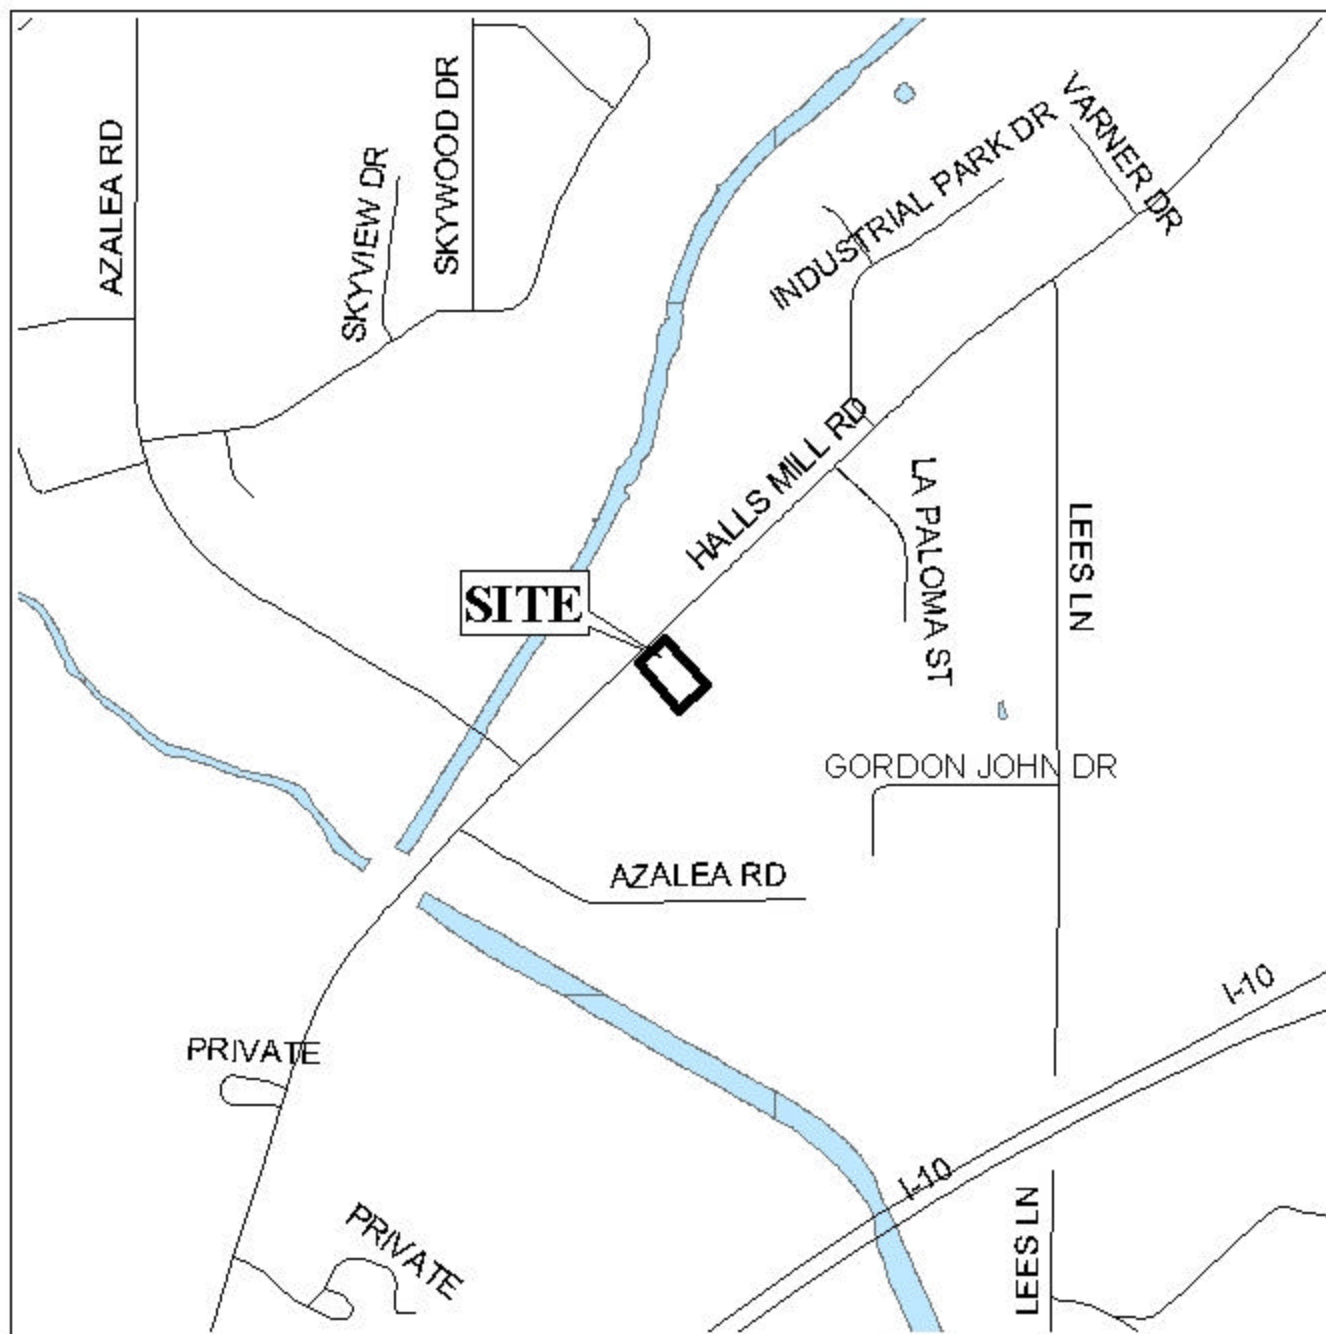 AZALEA RD
SKYVIEW DR
SKYWOOD DR
INDUSTRIAL PARK DR
VARNER DR
HALLS MILL RD
LA PALOMA ST
LEES LN
SITE
GORDON JOHN DR
AZALEA RD
I-10
PRIVATE
I-10
PRIVATE
LEES LN